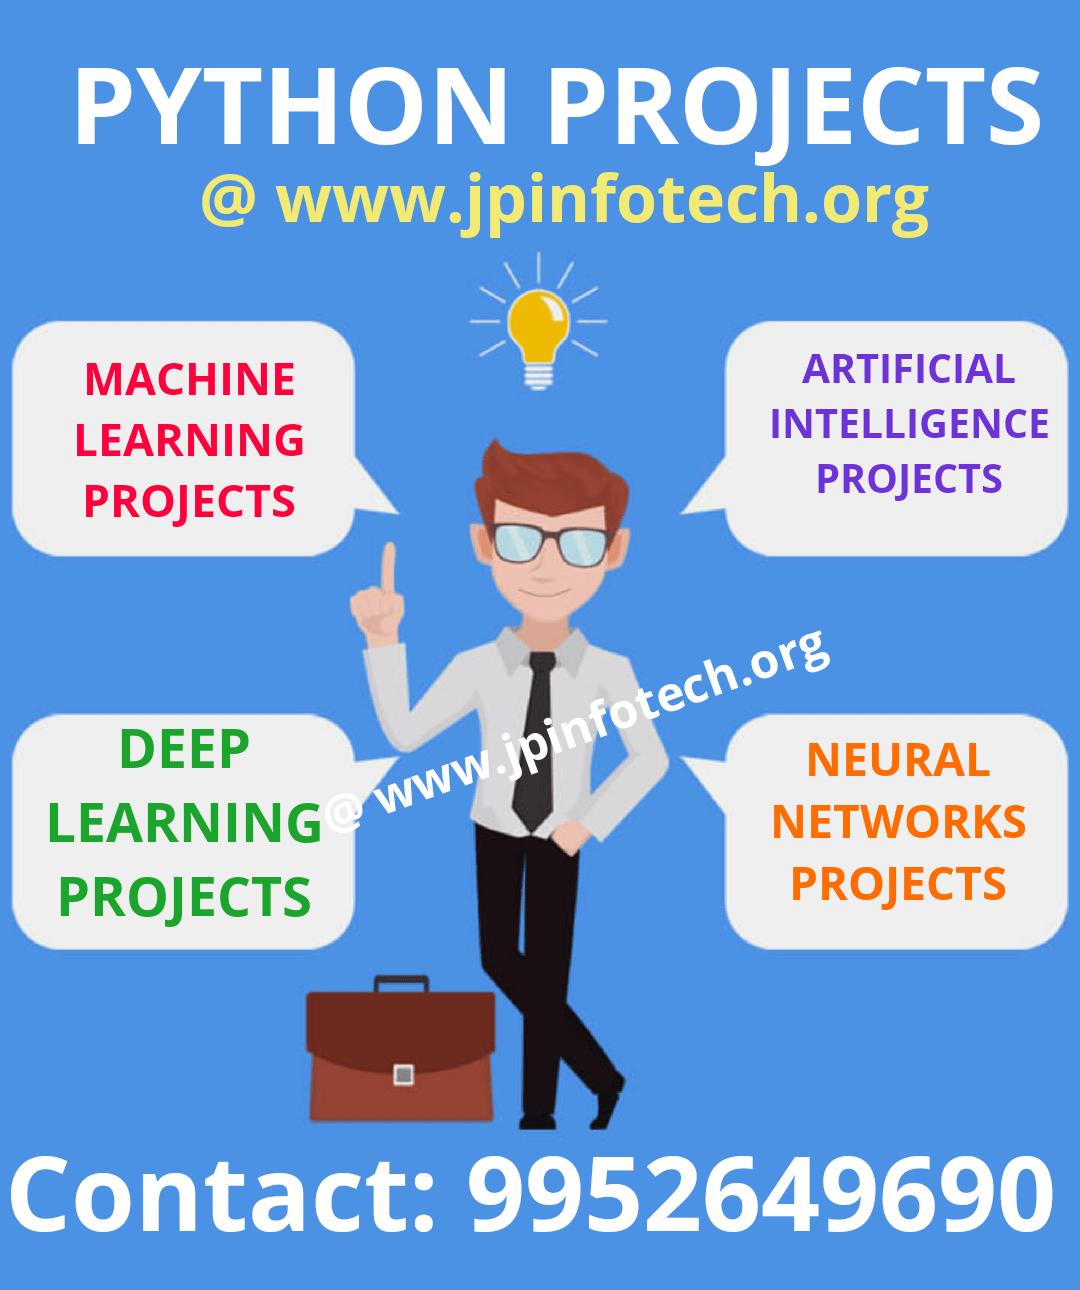 PYTHON PROJECTS
@ www.jpinfotech.org
MACHINE
LEARNING
PROJECTS
ARTIFICIAL
INTELLIGENCE
PROJECTS
@ www.jpinfotech.org
DEEP
LEARNING
PROJECTS
NEURAL
NETWORKS
PROJECTS
Contact: 9952649690